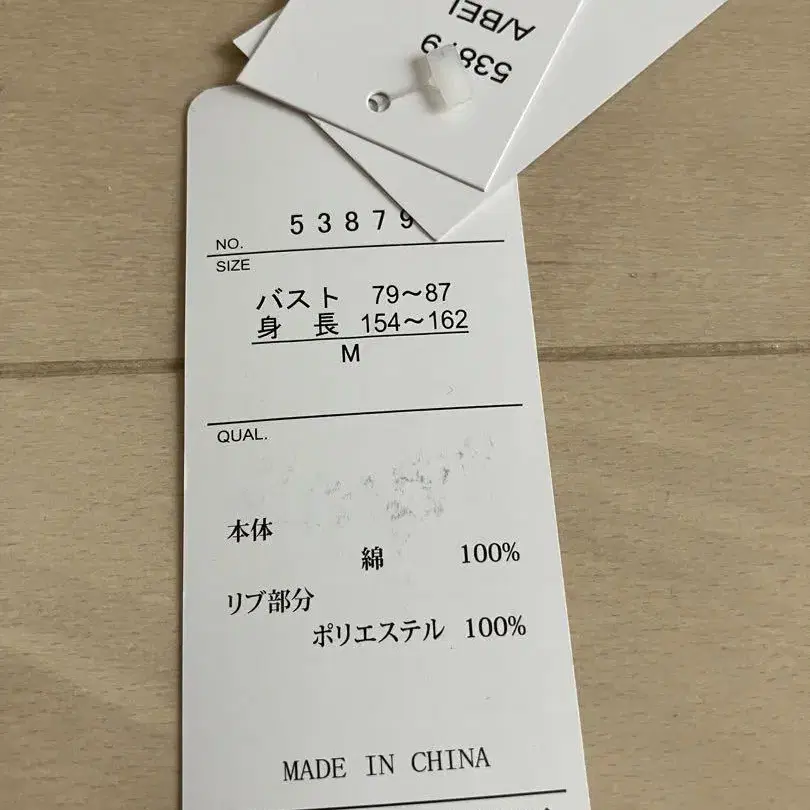 53879
A/BEI
NO. 53879
SIZE
バスト 79〜87
身 長 154〜162
M
QUAL.
本体
綿 100%
リブ部分
ポリエステル 100%
MADE IN CHINA